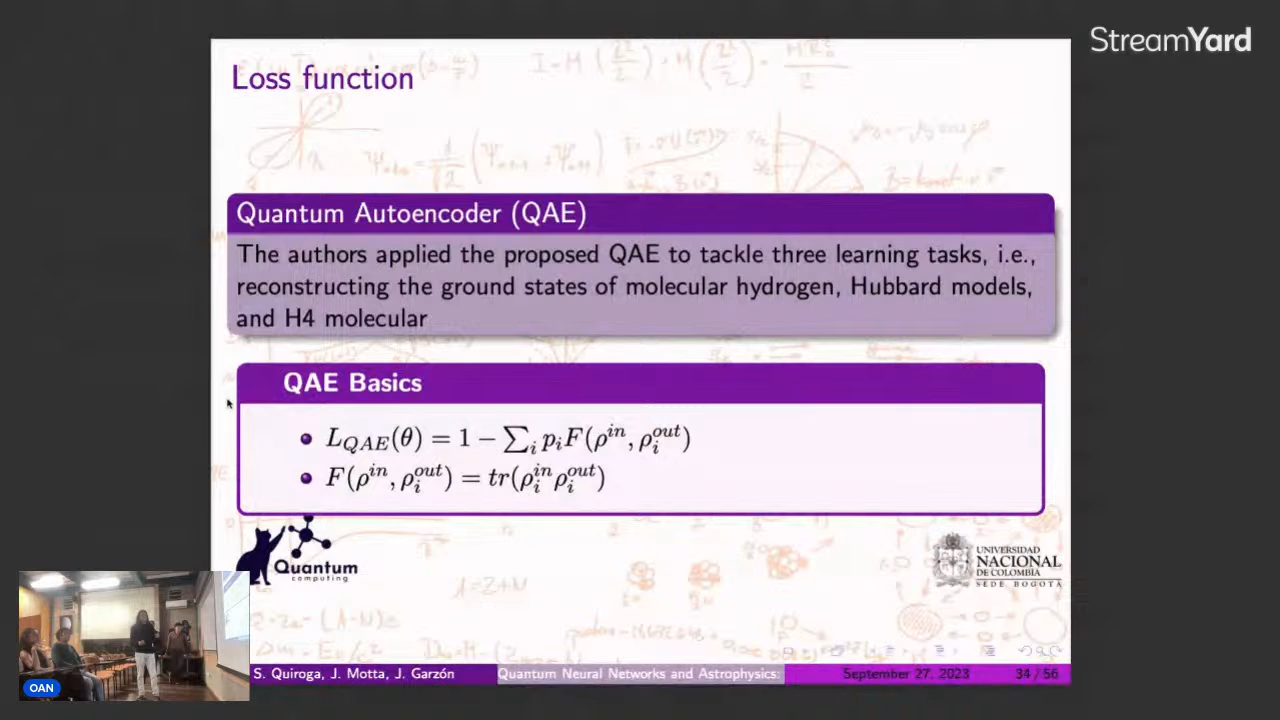 StreamYard
Loss function
Quantum Autoencoder (QAE)
The authors applied the proposed QAE to tackle three learning tasks, i.e.,
reconstructing the ground states of molecular hydrogen, Hubbard models,
and H4 molecular
QAE Basics
L_{QAE}(θ) = 1 − ∑_i p_i F(ρ^{in}, ρ_i^{out})
F(ρ^{in}, ρ_i^{out}) = tr(ρ_i^{in} ρ_i^{out})
Quantum
computing
UNIVERSIDAD
NACIONAL
DE COLOMBIA
SEDE BOGOTÁ
OAN
S. Quiroga, J. Motta, J. Garzón
Quantum Neural Networks and Astrophysics:
September 27, 2023
34 / 56